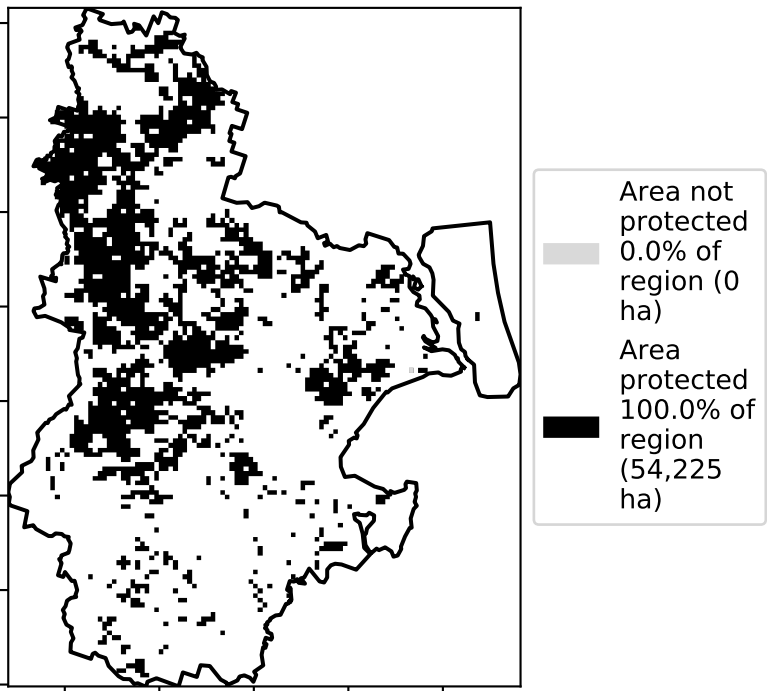 Area not
protected
0.0% of
region (0
ha)
Area
protected
100.0% of
region
(54,225
ha)